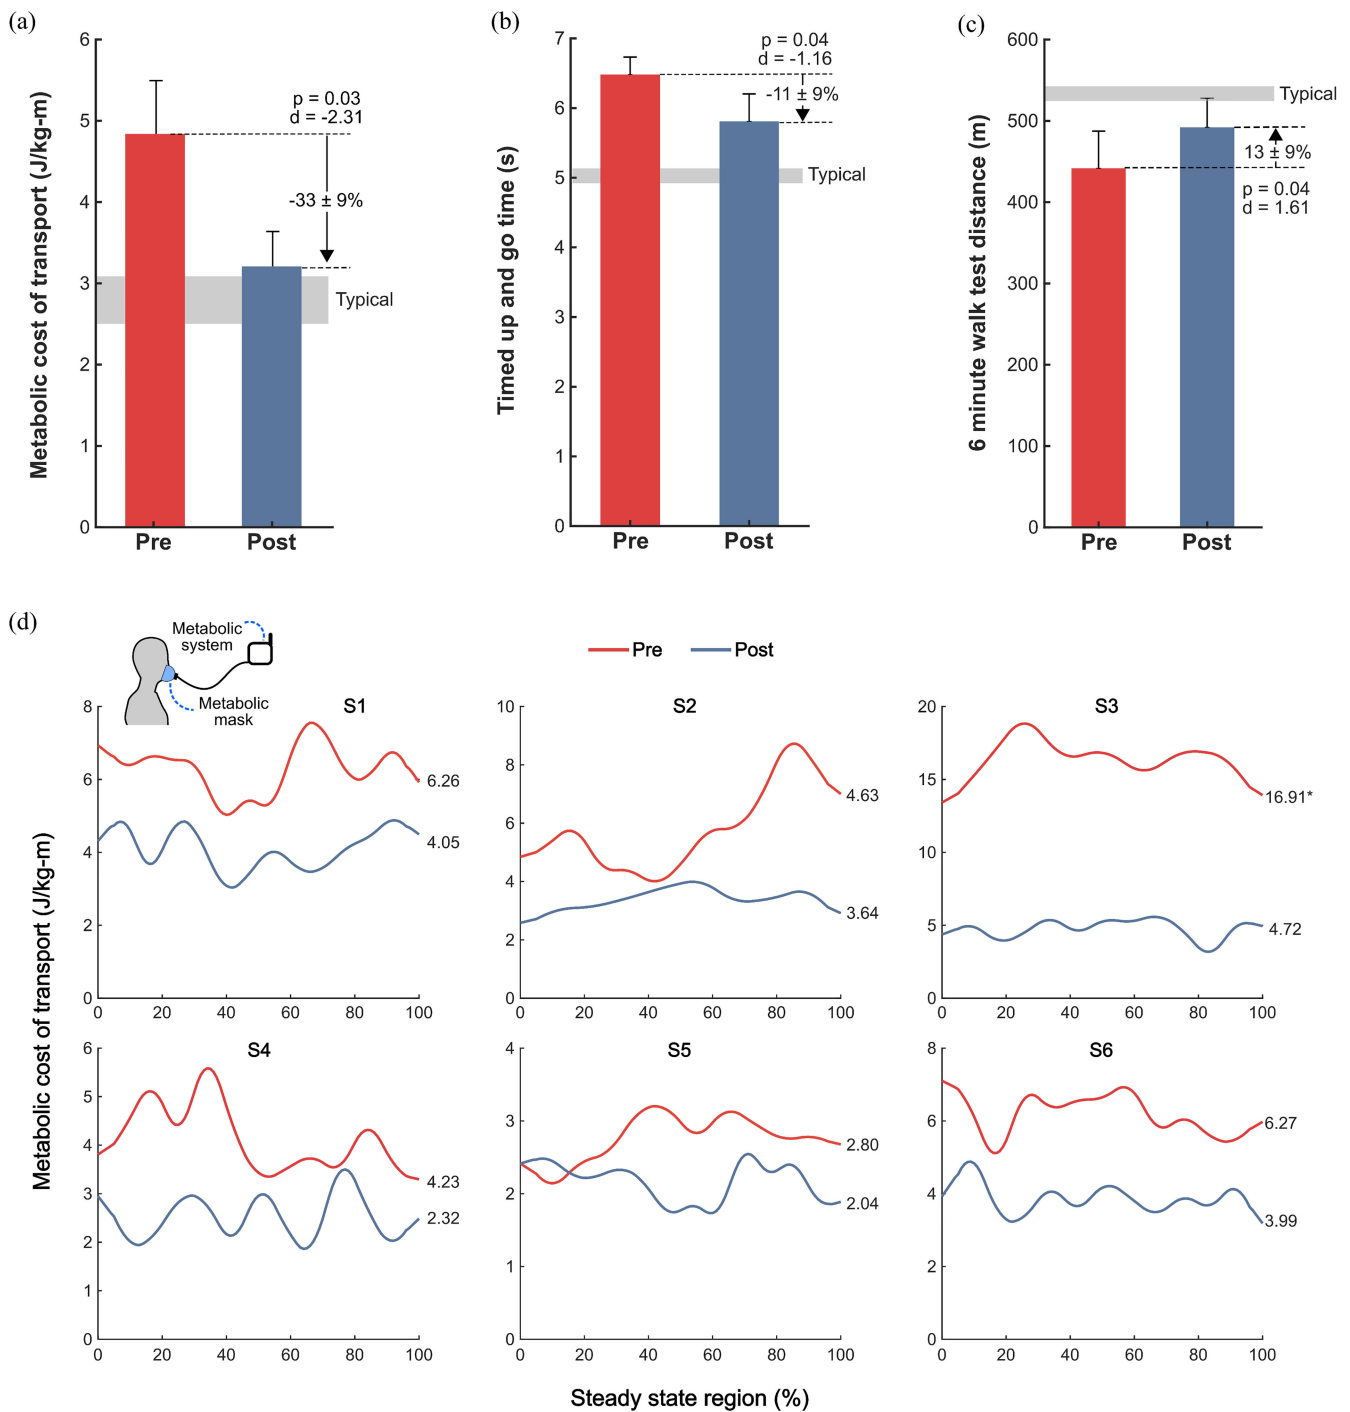 (a)
6
5
4
3
2
1
0
Metabolic cost of transport (J/kg-m)
p = 0.03
d = -2.31
-33 ± 9%
Typical
Pre
Post
(b)
7
6
5
4
3
2
1
0
Timed up and go time (s)
p = 0.04
d = -1.16
-11 ± 9%
Typical
Pre
Post
(c)
600
500
400
300
200
100
0
6 minute walk test distance (m)
Typical
13 ± 9%
p = 0.04
d = 1.61
Pre
Post
(d)
Metabolic
system
Metabolic
mask
Pre
Post
Metabolic cost of transport (J/kg-m)
S1
8
6
4
2
0
0 20 40 60 80 100
6.26
4.05
S2
10
8
6
4
2
0
0 20 40 60 80 100
4.63
3.64
S3
20
15
10
5
0
0 20 40 60 80 100
16.91*
4.72
S4
6
5
4
3
2
1
0
0 20 40 60 80 100
4.23
2.32
S5
4
3
2
1
0
0 20 40 60 80 100
2.80
2.04
S6
8
6
4
2
0
0 20 40 60 80 100
6.27
3.99
Steady state region (%)